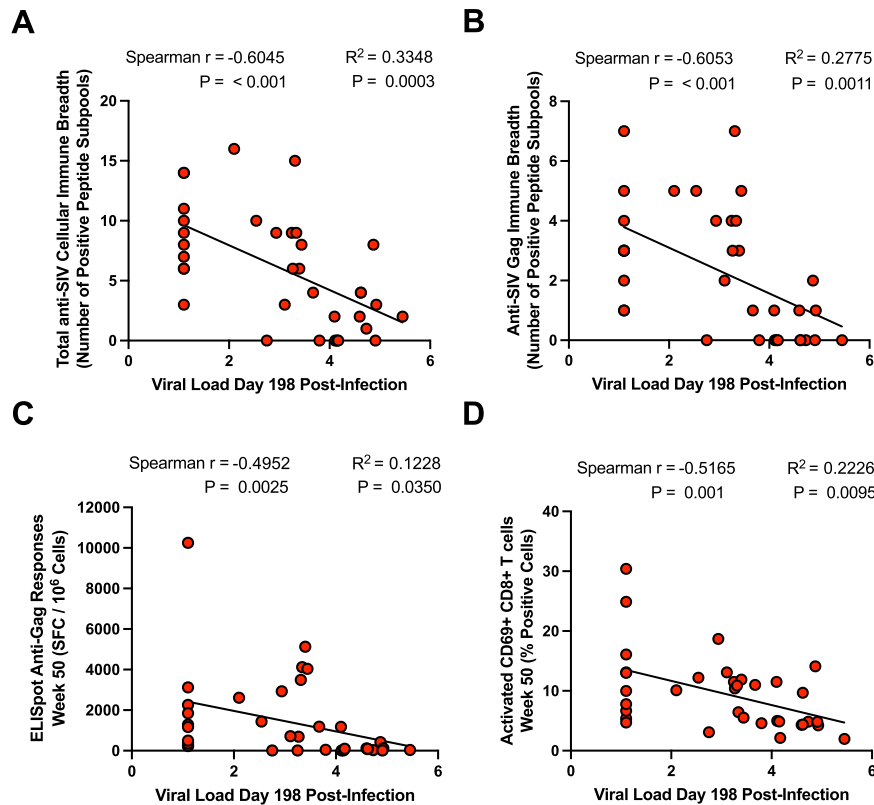 A
Spearman r = -0.6045 R² = 0.3348
P = < 0.001 P = 0.0003
Total anti-SIV Cellular Immune Breadth
(Number of Positive Peptide Subpools)
20
15
10
5
0
0 2 4 6
Viral Load Day 198 Post-Infection
B
Spearman r = -0.6053 R² = 0.2775
P = < 0.001 P = 0.0011
Anti-SIV Gag Immune Breadth
(Number of Positive Peptide Subpools)
8
6
4
2
0
0 2 4 6
Viral Load Day 198 Post-Infection
C
Spearman r = -0.4952 R² = 0.1228
P = 0.0025 P = 0.0350
ELISpot Anti-Gag Responses
Week 50 (SFC / 10⁶ Cells)
12000
10000
8000
6000
4000
2000
0
0 2 4 6
Viral Load Day 198 Post-Infection
D
Spearman r = -0.5165 R² = 0.2226
P = 0.001 P = 0.0095
Activated CD69+ CD8+ T cells
Week 50 (% Positive Cells)
40
30
20
10
0
0 2 4 6
Viral Load Day 198 Post-Infection